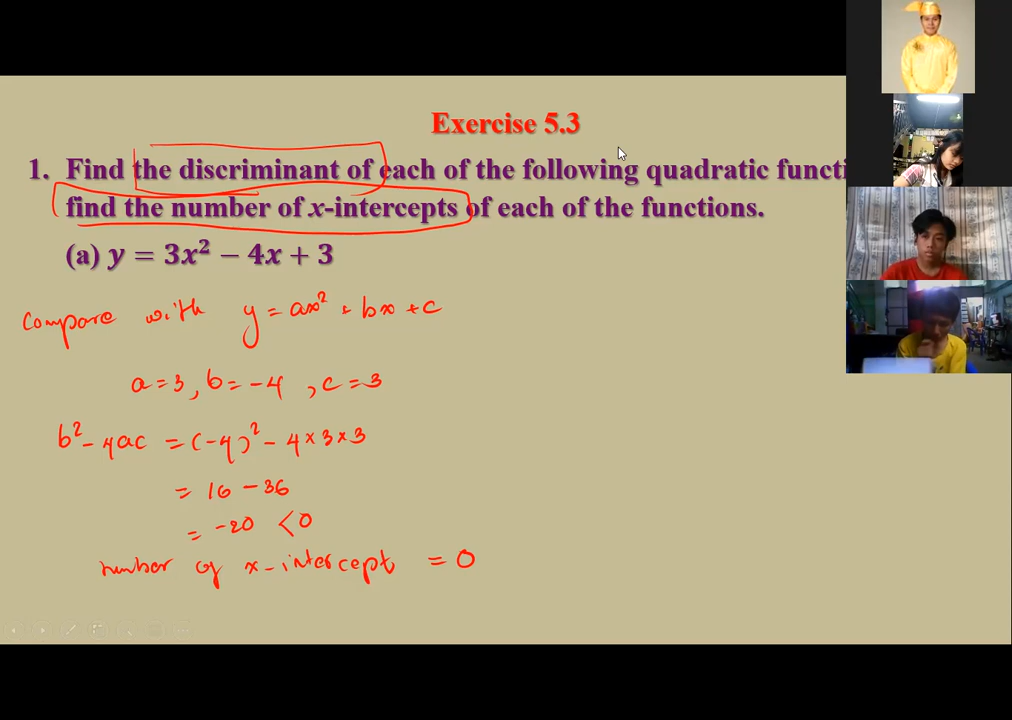 Exercise 5.3
1. Find the discriminant of each of the following quadratic functi
find the number of x-intercepts of each of the functions.
(a) y = 3x² − 4x + 3
compare with y = ax² + bx + c
a = 3, b = -4, c = 3
b² - 4ac = (-4)² - 4 × 3 × 3
= 16 - 36
= -20 < 0
number of x-intercept = 0